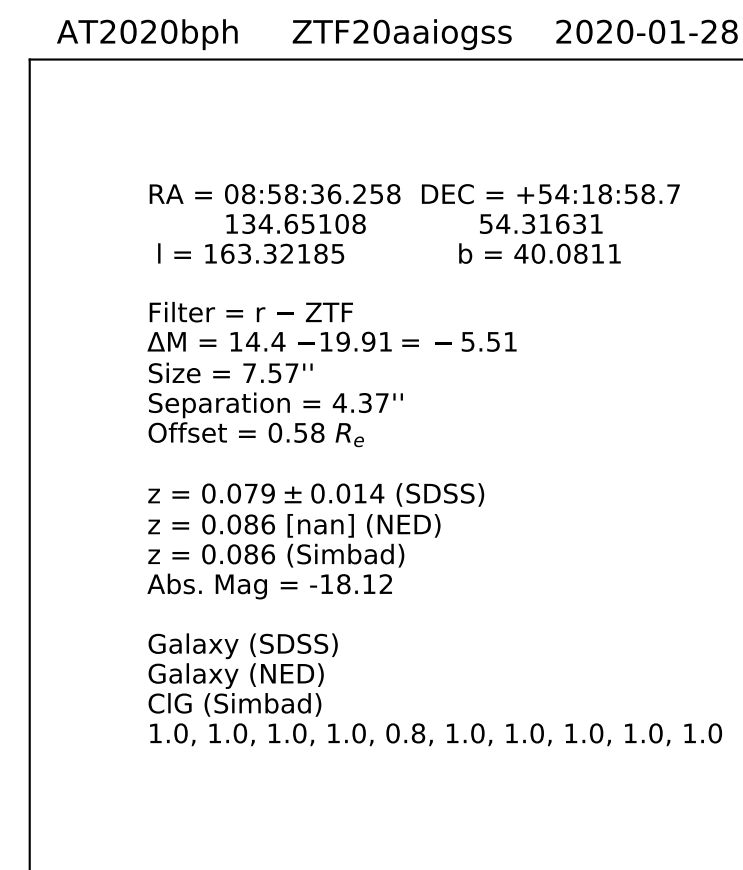 AT2020bph ZTF20aaiogss 2020-01-28
RA = 08:58:36.258 DEC = +54:18:58.7
134.65108 54.31631
l = 163.32185 b = 40.0811
Filter = r − ZTF
ΔM = 14.4 −19.91 = − 5.51
Size = 7.57''
Separation = 4.37''
Offset = 0.58 Re
z = 0.079 ± 0.014 (SDSS)
z = 0.086 [nan] (NED)
z = 0.086 (Simbad)
Abs. Mag = -18.12
Galaxy (SDSS)
Galaxy (NED)
ClG (Simbad)
1.0, 1.0, 1.0, 1.0, 0.8, 1.0, 1.0, 1.0, 1.0, 1.0